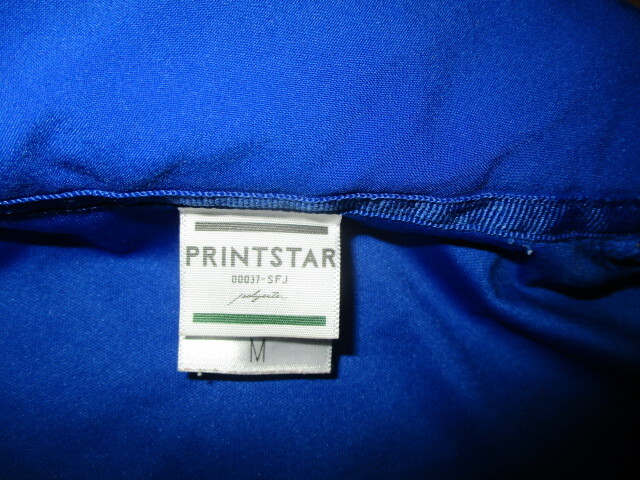 PRINTSTAR
00037-SFJ
polyester
M